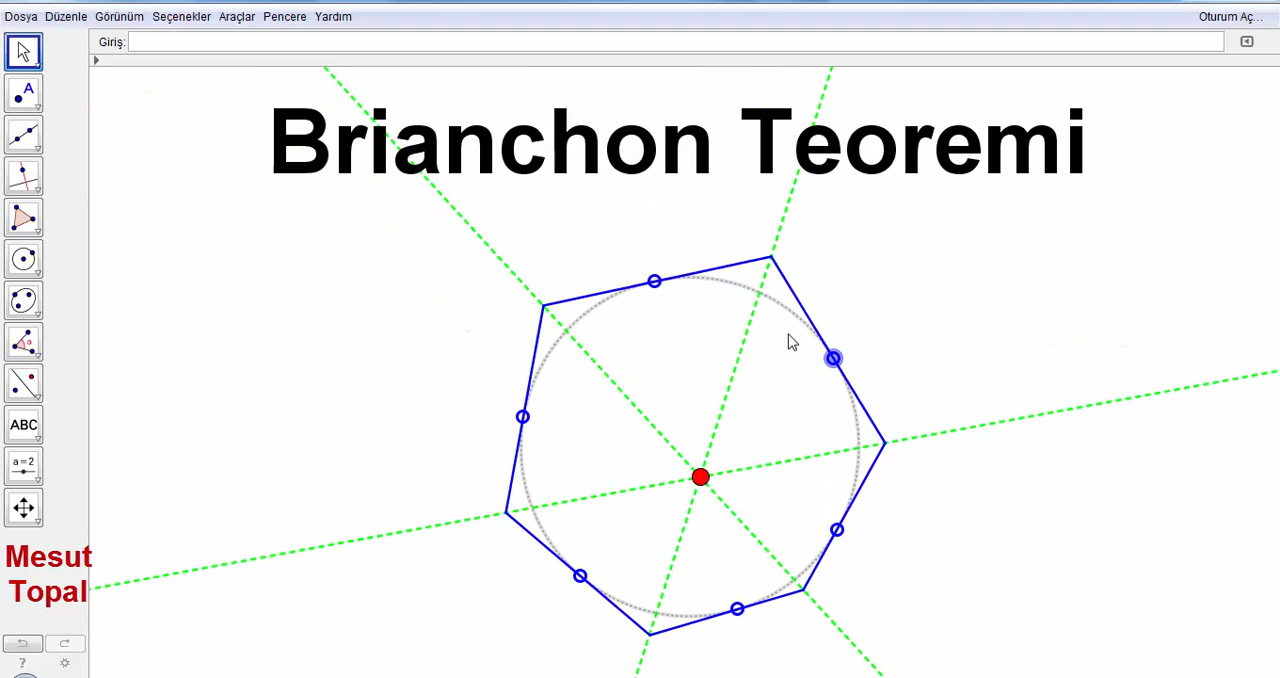 Dosya Düzenle Görünüm Seçenekler Araçlar Pencere Yardım Oturum Aç...
Giriş:
Brianchon Teoremi
A
α
ABC
a=2
Mesut
Topal
?